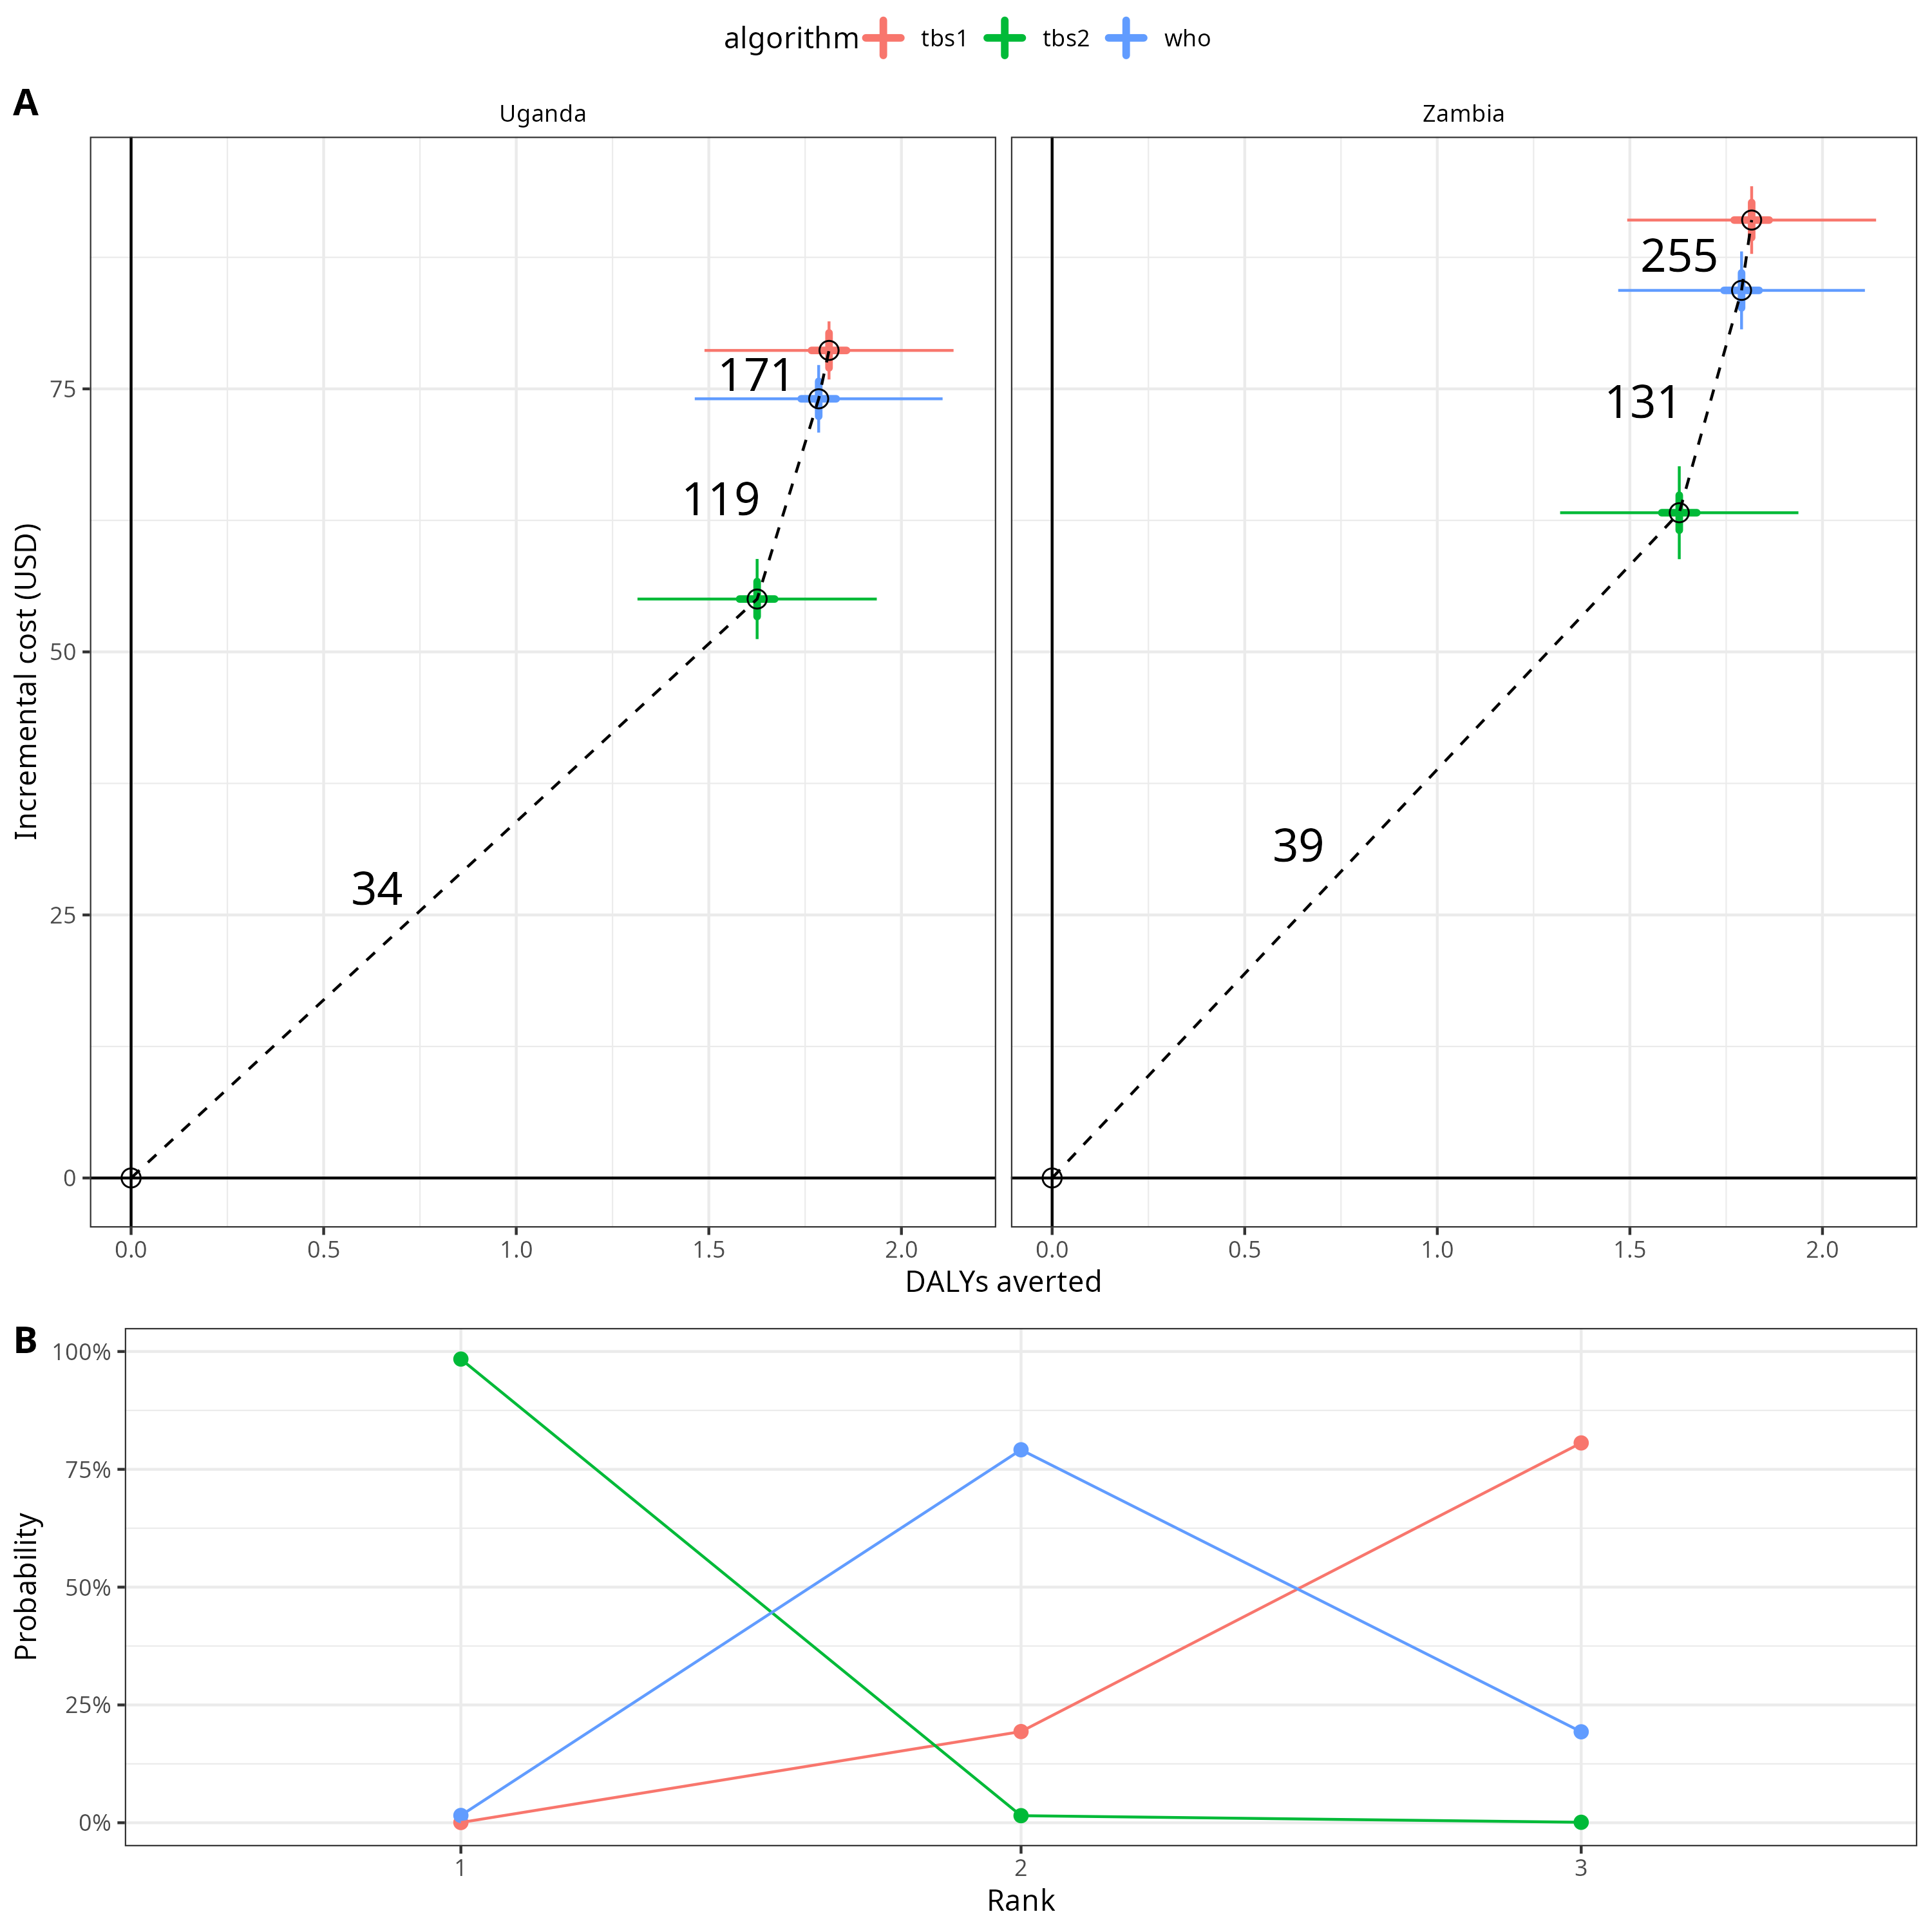 algorithm tbs1 tbs2 who
A
Uganda Zambia
Incremental cost (USD)
75
50
25
0
171
119
34
255
131
39
0.0 0.5 1.0 1.5 2.0
0.0 0.5 1.0 1.5 2.0
DALYs averted
B
Probability
100%
75%
50%
25%
0%
1 2 3
Rank